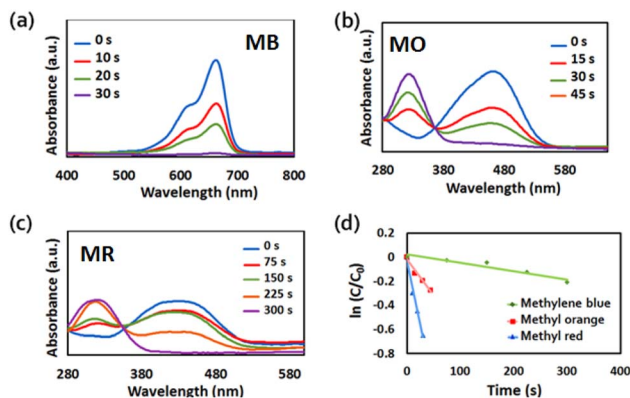 (a)
Absorbance (a.u.)
MB
0 s
10 s
20 s
30 s
400 500 600 700 800
Wavelength (nm)
(b)
Absorbance (a.u.)
MO
0 s
15 s
30 s
45 s
280 380 480 580
Wavelength (nm)
(c)
Absorbance (a.u.)
MR
0 s
75 s
150 s
225 s
300 s
280 380 480 580
Wavelength (nm)
(d)
ln (C/C0)
0.2
0
-0.2
-0.4
-0.6
-0.8
Methylene blue
Methyl orange
Methyl red
0 100 200 300 400
Time (s)